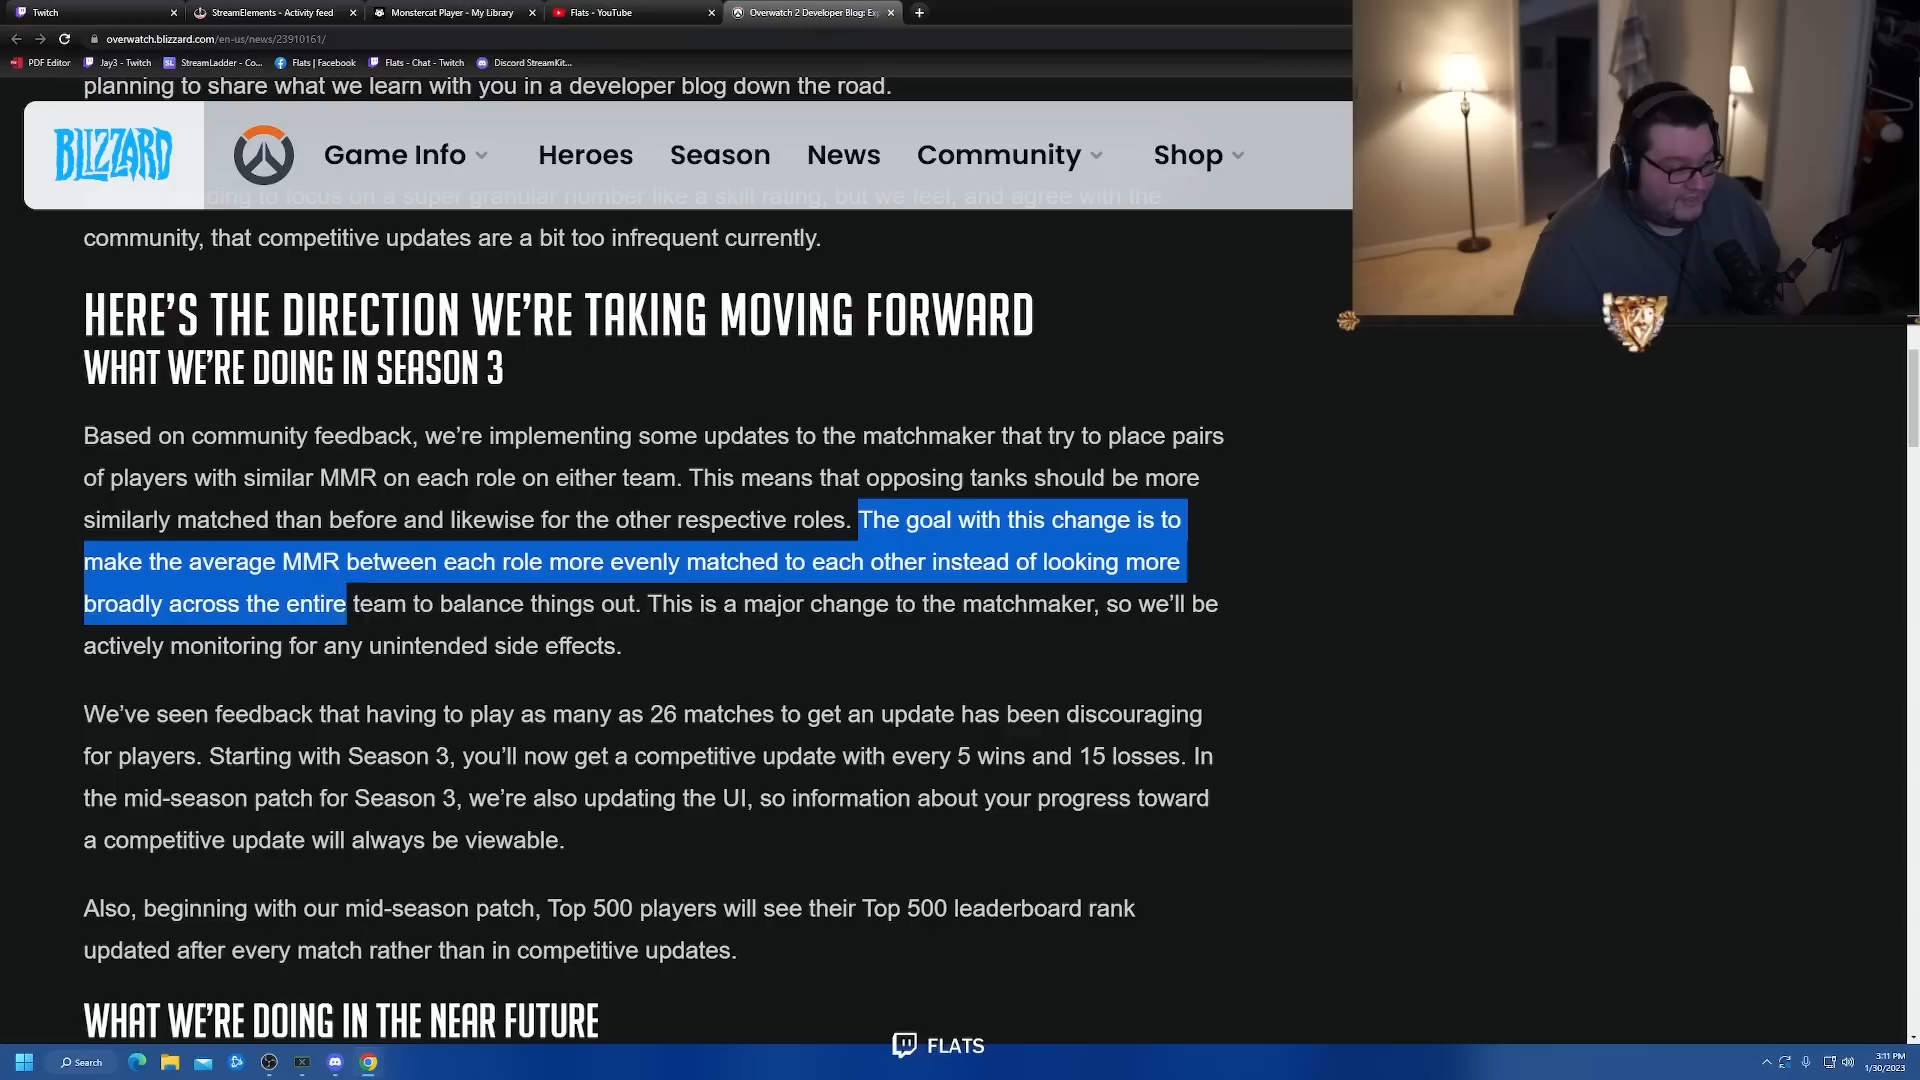 Twitch
StreamElements - Activity feed
Monstercat Player - My Library
Flats - YouTube
Overwatch 2 Developer Blog: Ex
overwatch.blizzard.com/en-us/news/23910161/
PDF Editor
Jay3 - Twitch
StreamLadder - Co...
Flats | Facebook
Flats - Chat - Twitch
Discord StreamKit...
planning to share what we learn with you in a developer blog down the road.
BLIZZARD
Game Info
Heroes
Season
News
Community
Shop
ding to focus on a super granular number like a skill rating, but we feel, and agree with the
community, that competitive updates are a bit too infrequent currently.
HERE’S THE DIRECTION WE’RE TAKING MOVING FORWARD
WHAT WE’RE DOING IN SEASON 3
Based on community feedback, we’re implementing some updates to the matchmaker that try to place pairs
of players with similar MMR on each role on either team. This means that opposing tanks should be more
similarly matched than before and likewise for the other respective roles. The goal with this change is to
make the average MMR between each role more evenly matched to each other instead of looking more
broadly across the entire team to balance things out. This is a major change to the matchmaker, so we’ll be
actively monitoring for any unintended side effects.
We’ve seen feedback that having to play as many as 26 matches to get an update has been discouraging
for players. Starting with Season 3, you’ll now get a competitive update with every 5 wins and 15 losses. In
the mid-season patch for Season 3, we’re also updating the UI, so information about your progress toward
a competitive update will always be viewable.
Also, beginning with our mid-season patch, Top 500 players will see their Top 500 leaderboard rank
updated after every match rather than in competitive updates.
WHAT WE’RE DOING IN THE NEAR FUTURE
FLATS
Search
3:11 PM
1/30/2023